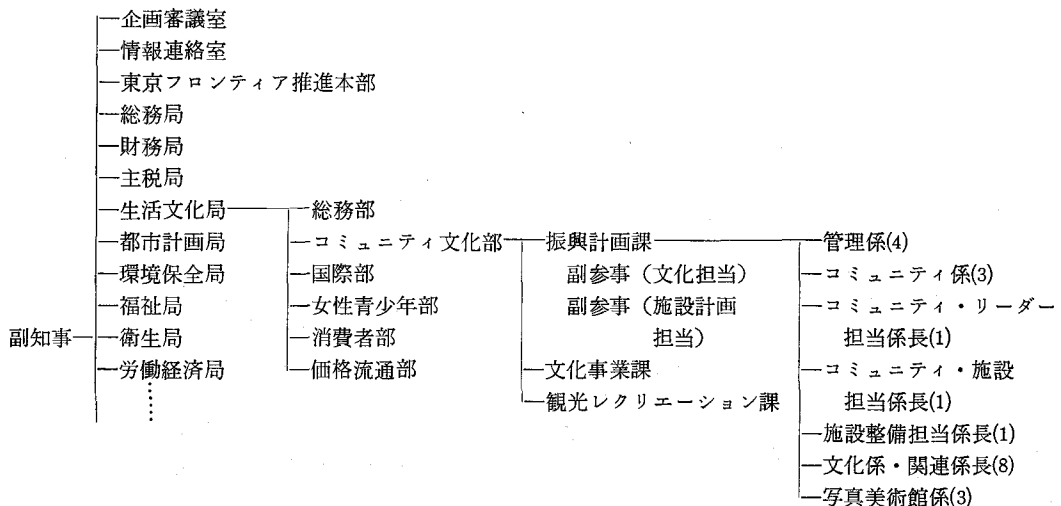 企画審議室
情報連絡室
東京フロンティア推進本部
総務局
財務局
主税局
生活文化局
都市計画局
環境保全局
福祉局
副知事
衛生局
労働経済局
総務部
コミュニティ文化部
国際部
女性青少年部
消費者部
価格流通部
振興計画課
副参事(文化担当)
副参事(施設計画
担当)
文化事業課
観光レクリエーション課
管理係(4)
コミュニティ係(3)
コミュニティ・リーダー
担当係長(1)
コミュニティ・施設
担当係長(1)
施設整備担当係長(1)
文化係・関連係長(8)
写真美術館係(3)